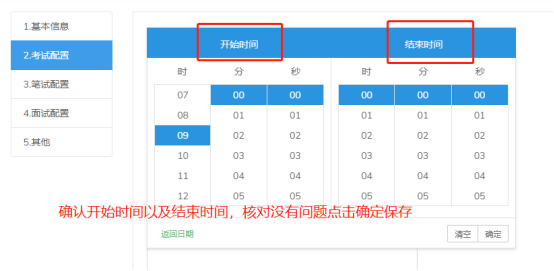 1.基本信息
2.考试配置
3.笔试配置
4.面试配置
5.其他
开始时间 结束时间
时 分 秒 时 分 秒
07 00 00 00 00 00
08 01 01 01 01 01
09 02 02 02 02 02
10 03 03 03 03 03
11 04 04 04 04 04
12 05 05 05 05 05
确认开始时间以及结束时间，核对没有问题点击确定保存
返回日期 清空 确定